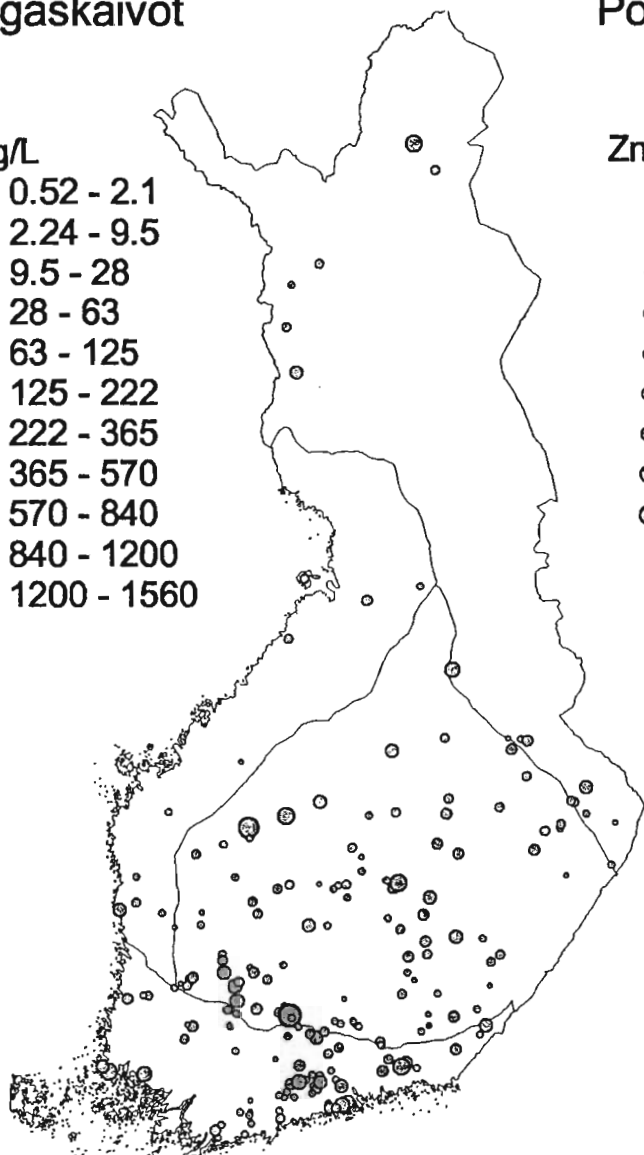 gaskaivot
Po
g/L
Zn
0.52 - 2.1
2.24 - 9.5
9.5 - 28
28 - 63
63 - 125
125 - 222
222 - 365
365 - 570
570 - 840
840 - 1200
1200 - 1560